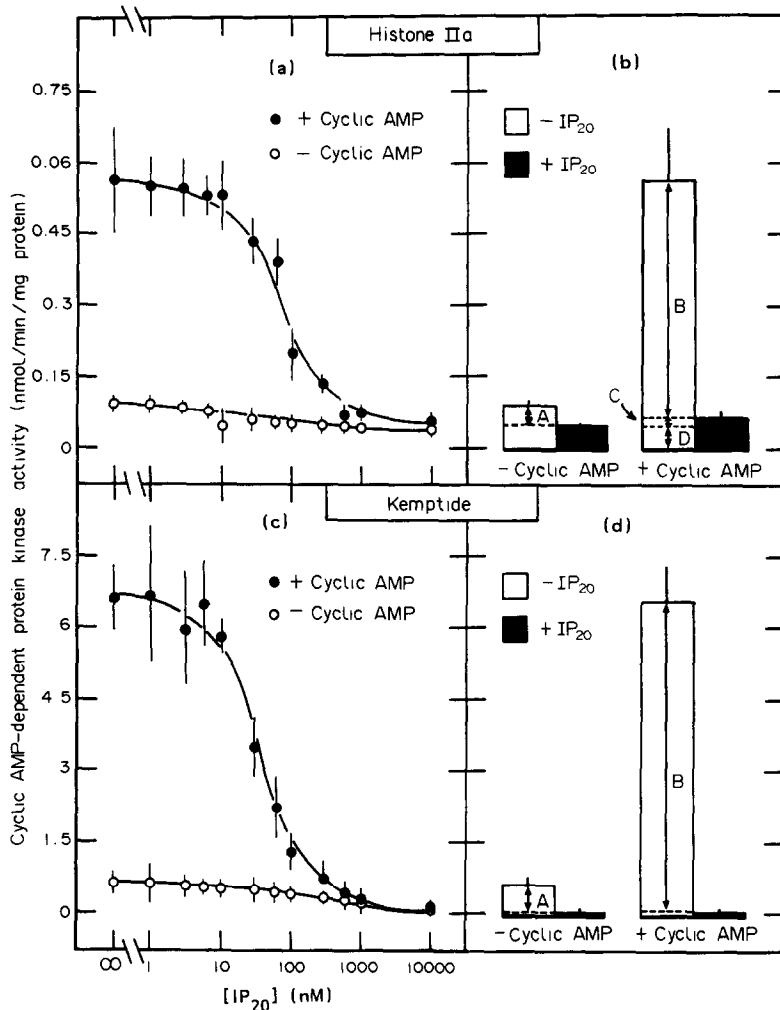 Histone IIa
(a)
(b)
0.75
0.06
0.45
0.3
0.15
0
+ Cyclic AMP
− Cyclic AMP
− IP20
+ IP20
A
B
C
D
− Cyclic AMP
+ Cyclic AMP
Cyclic AMP-dependent protein kinase activity (nmol/min/mg protein)
Kemptide
(c)
(d)
7.5
6
4 5
3
1.5
0
+ Cyclic AMP
− Cyclic AMP
− IP20
+ IP20
A
B
− Cyclic AMP
+ Cyclic AMP
∞
1
10
100
1000
10000
[IP20] (nM)